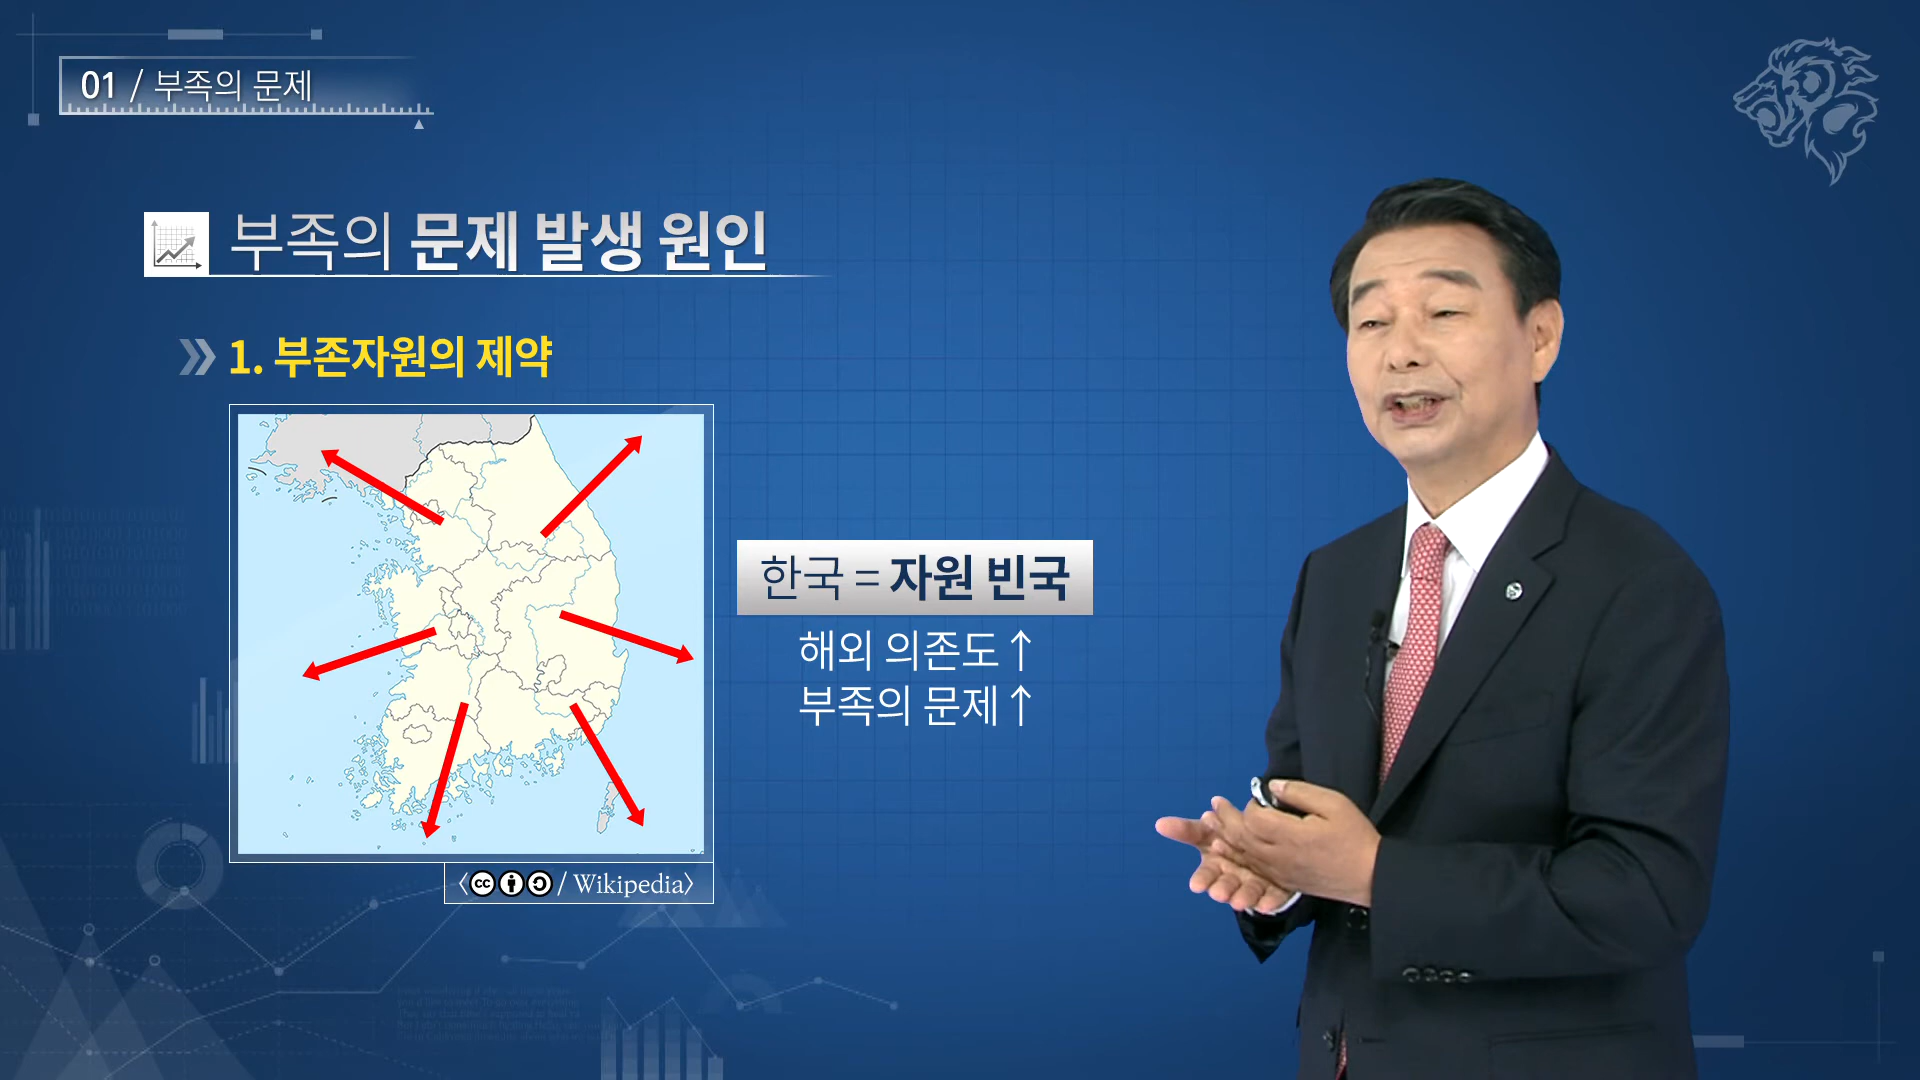 01 / 부족의 문제
부족의 문제 발생 원인
1. 부존자원의 제약
한국 = 자원 빈국
해외 의존도 ↑
부족의 문제 ↑
〈cc / Wikipedia〉